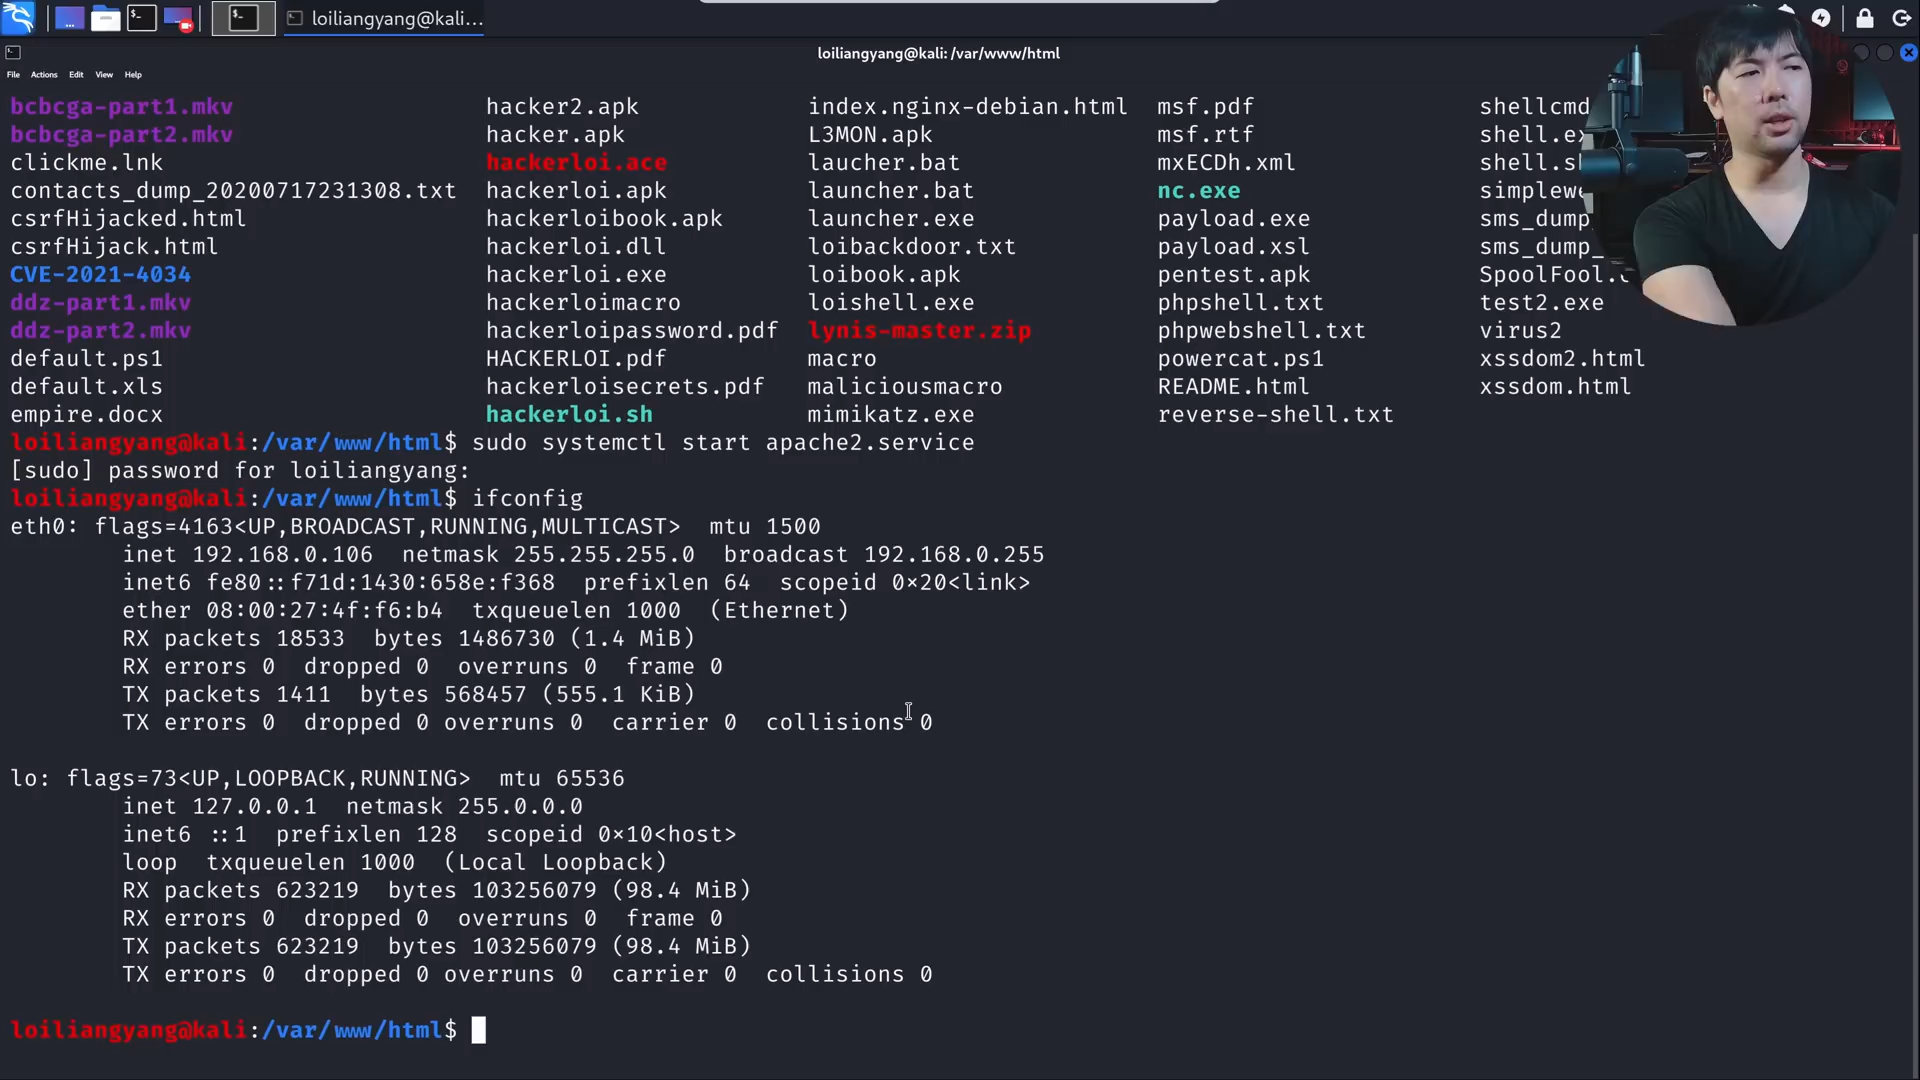 loiliangyang@kali...
loiliangyang@kali: /var/www/html
File Actions Edit View Help
bcbcga-part1.mkv hacker2.apk index.nginx-debian.html msf.pdf shellcmd
bcbcga-part2.mkv hacker.apk L3MON.apk msf.rtf shell.ex
clickme.lnk hackerloi.ace laucher.bat mxECDh.xml shell.s
contacts_dump_20200717231308.txt hackerloi.apk launcher.bat nc.exe simplewe
csrfHijacked.html hackerloibook.apk launcher.exe payload.exe sms_dump_
csrfHijack.html hackerloi.dll loibackdoor.txt payload.xsl sms_dump_
CVE-2021-4034 hackerloi.exe loibook.apk pentest.apk SpoolFool.
ddz-part1.mkv hackerloimacro loishell.exe phpshell.txt test2.exe
ddz-part2.mkv hackerloipassword.pdf lynis-master.zip phpwebshell.txt virus2
default.ps1 HACKERLOI.pdf macro powercat.ps1 xssdom2.html
default.xls hackerloisecrets.pdf maliciousmacro README.html xssdom.html
empire.docx hackerloi.sh mimikatz.exe reverse-shell.txt
loiliangyang@kali:/var/www/html$ sudo systemctl start apache2.service
[sudo] password for loiliangyang:
loiliangyang@kali:/var/www/html$ ifconfig
eth0: flags=4163<UP,BROADCAST,RUNNING,MULTICAST> mtu 1500
inet 192.168.0.106 netmask 255.255.255.0 broadcast 192.168.0.255
inet6 fe80::f71d:1430:658e:f368 prefixlen 64 scopeid 0×20<link>
ether 08:00:27:4f:f6:b4 txqueuelen 1000 (Ethernet)
RX packets 18533 bytes 1486730 (1.4 MiB)
RX errors 0 dropped 0 overruns 0 frame 0
TX packets 1411 bytes 568457 (555.1 KiB)
TX errors 0 dropped 0 overruns 0 carrier 0 collisions 0
lo: flags=73<UP,LOOPBACK,RUNNING> mtu 65536
inet 127.0.0.1 netmask 255.0.0.0
inet6 ::1 prefixlen 128 scopeid 0×10<host>
loop txqueuelen 1000 (Local Loopback)
RX packets 623219 bytes 103256079 (98.4 MiB)
RX errors 0 dropped 0 overruns 0 frame 0
TX packets 623219 bytes 103256079 (98.4 MiB)
TX errors 0 dropped 0 overruns 0 carrier 0 collisions 0
loiliangyang@kali:/var/www/html$